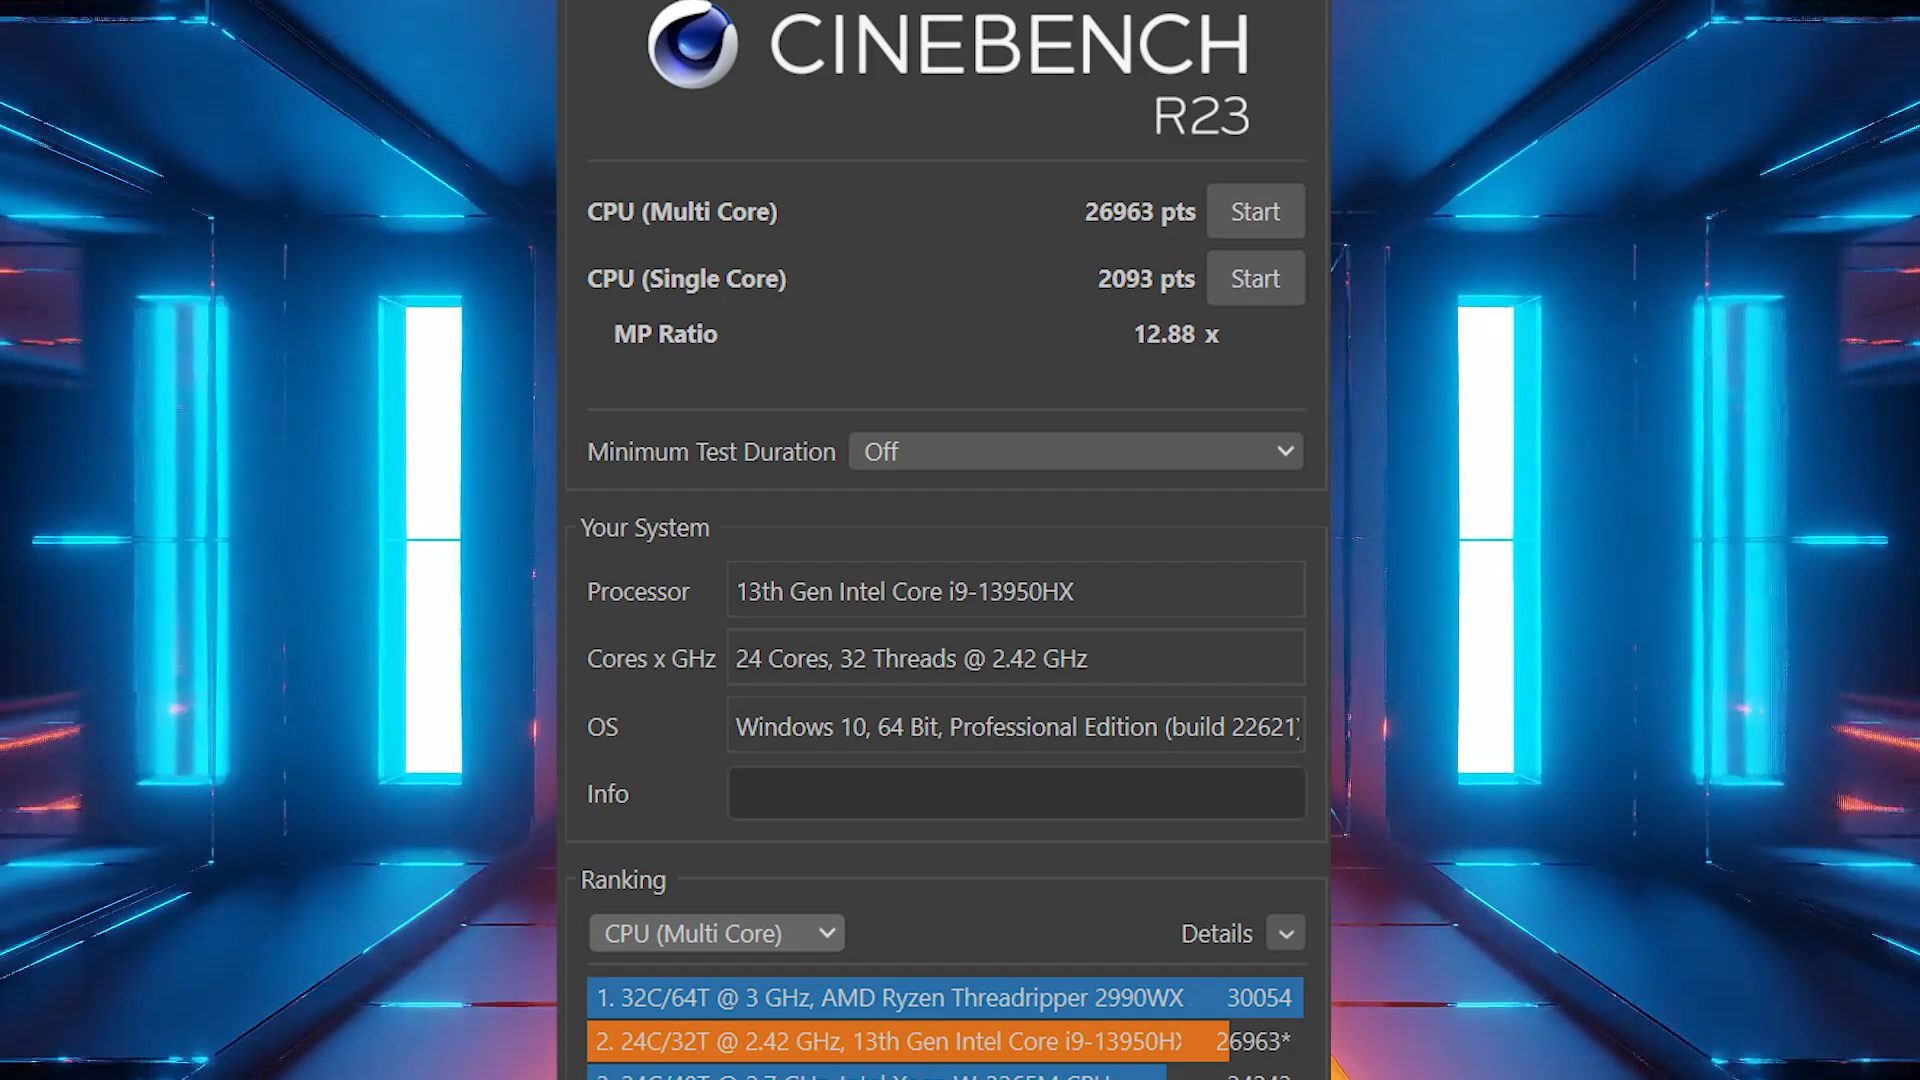 CINEBENCH
R23
CPU (Multi Core) 26963 pts Start
CPU (Single Core) 2093 pts Start
MP Ratio 12.88 x
Minimum Test Duration Off
Your System
Processor 13th Gen Intel Core i9-13950HX
Cores x GHz 24 Cores, 32 Threads @ 2.42 GHz
OS Windows 10, 64 Bit, Professional Edition (build 22621)
Info
Ranking
CPU (Multi Core) Details
1. 32C/64T @ 3 GHz, AMD Ryzen Threadripper 2990WX 30054
2. 24C/32T @ 2.42 GHz, 13th Gen Intel Core i9-13950HX 26963*